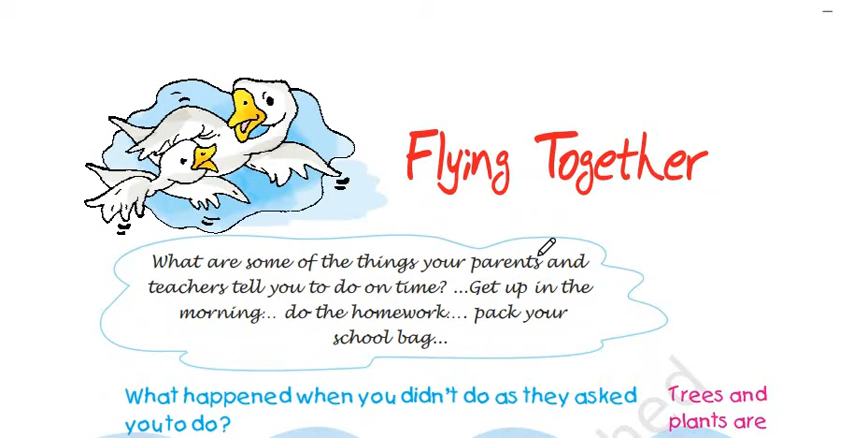 Flying Together
What are some of the things your parents and
teachers tell you to do on time? ...Get up in the
morning... do the homework.... pack your
school bag...
What happened when you didn't do as they asked
you to do?
Trees and
plants are